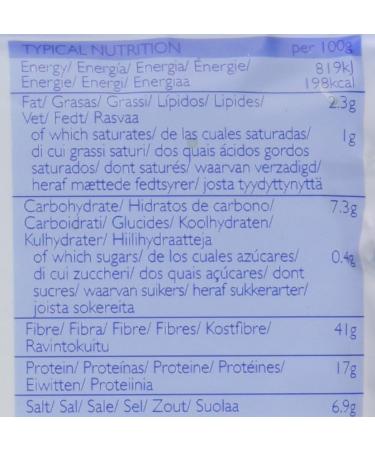 TYPICAL NUTRITION per 100g
Energy/ Energía/ Energia/ Énergie/ 819kJ
Energie/ Energi/ Energiaa 198kcal
Fat/ Grasas/ Grassi/ Lípidos/ Lipides/ 2.3g
Vet/ Fedt/ Rasvaa
of which saturates/ de las cuales saturadas/ 1g
di cui grassi saturi/ dos quais ácidos gordos
saturados/ dont saturés/ waarvan verzadigd/
heraf mættede fedtsyrer/ josta tyydyttynyttä
Carbohydrate/ Hidratos de carbono/ 7.3g
Carboidrati/ Glucides/ Koolhydraten/
Kulhydrater/ Hiilihydraatteja
of which sugars/ de los cuales azúcares/ 0.4g
di cui zuccheri/ dos quais açúcares/ dont
sucres/ waarvan suikers/ heraf sukkerarter/
joista sokereita
Fibre/ Fibra/ Fibre/ Fibres/ Kostfibre/ 41g
Ravintokuitu
Protein/ Proteínas/ Proteine/ Protéines/ 17g
Eiwitten/ Proteiinia
Salt/ Sal/ Sale/ Sel/ Zout/ Suolaa 6.9g